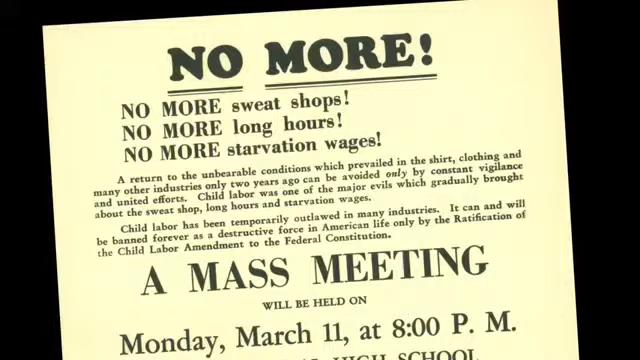 NO MORE!
NO MORE sweat shops!
NO MORE long hours!
NO MORE starvation wages!
A return to the unbearable conditions which prevailed in the shirt, clothing and
many other industries only two years ago can be avoided only by constant vigilance
and united efforts. Child labor was one of the major evils which gradually brought
about the sweat shop, long hours and starvation wages.
Child labor has been temporarily outlawed in many industries. It can and will
be banned forever as a destructive force in American life only by the Ratification of
the Child Labor Amendment to the Federal Constitution.
A MASS MEETING
WILL BE HELD ON
Monday, March 11, at 8:00 P. M.
HIGH SCHOOL